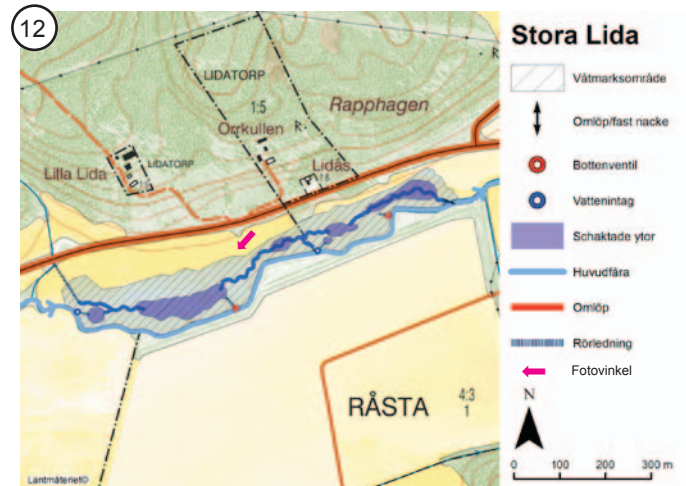 12
LIDATORP
1:5
Rapphagen
R
Orrkullen
LIDATORP
Lilla Lida
Lidås
RÅSTA
4:3
1
Lantmäteriet©
Stora Lida
Våtmarksområde
Omlöp/fast nacke
Bottenventil
Vattenintag
Schaktade ytor
Huvudfåra
Omlöp
Rörledning
Fotovinkel
N
0 100 200 300 m